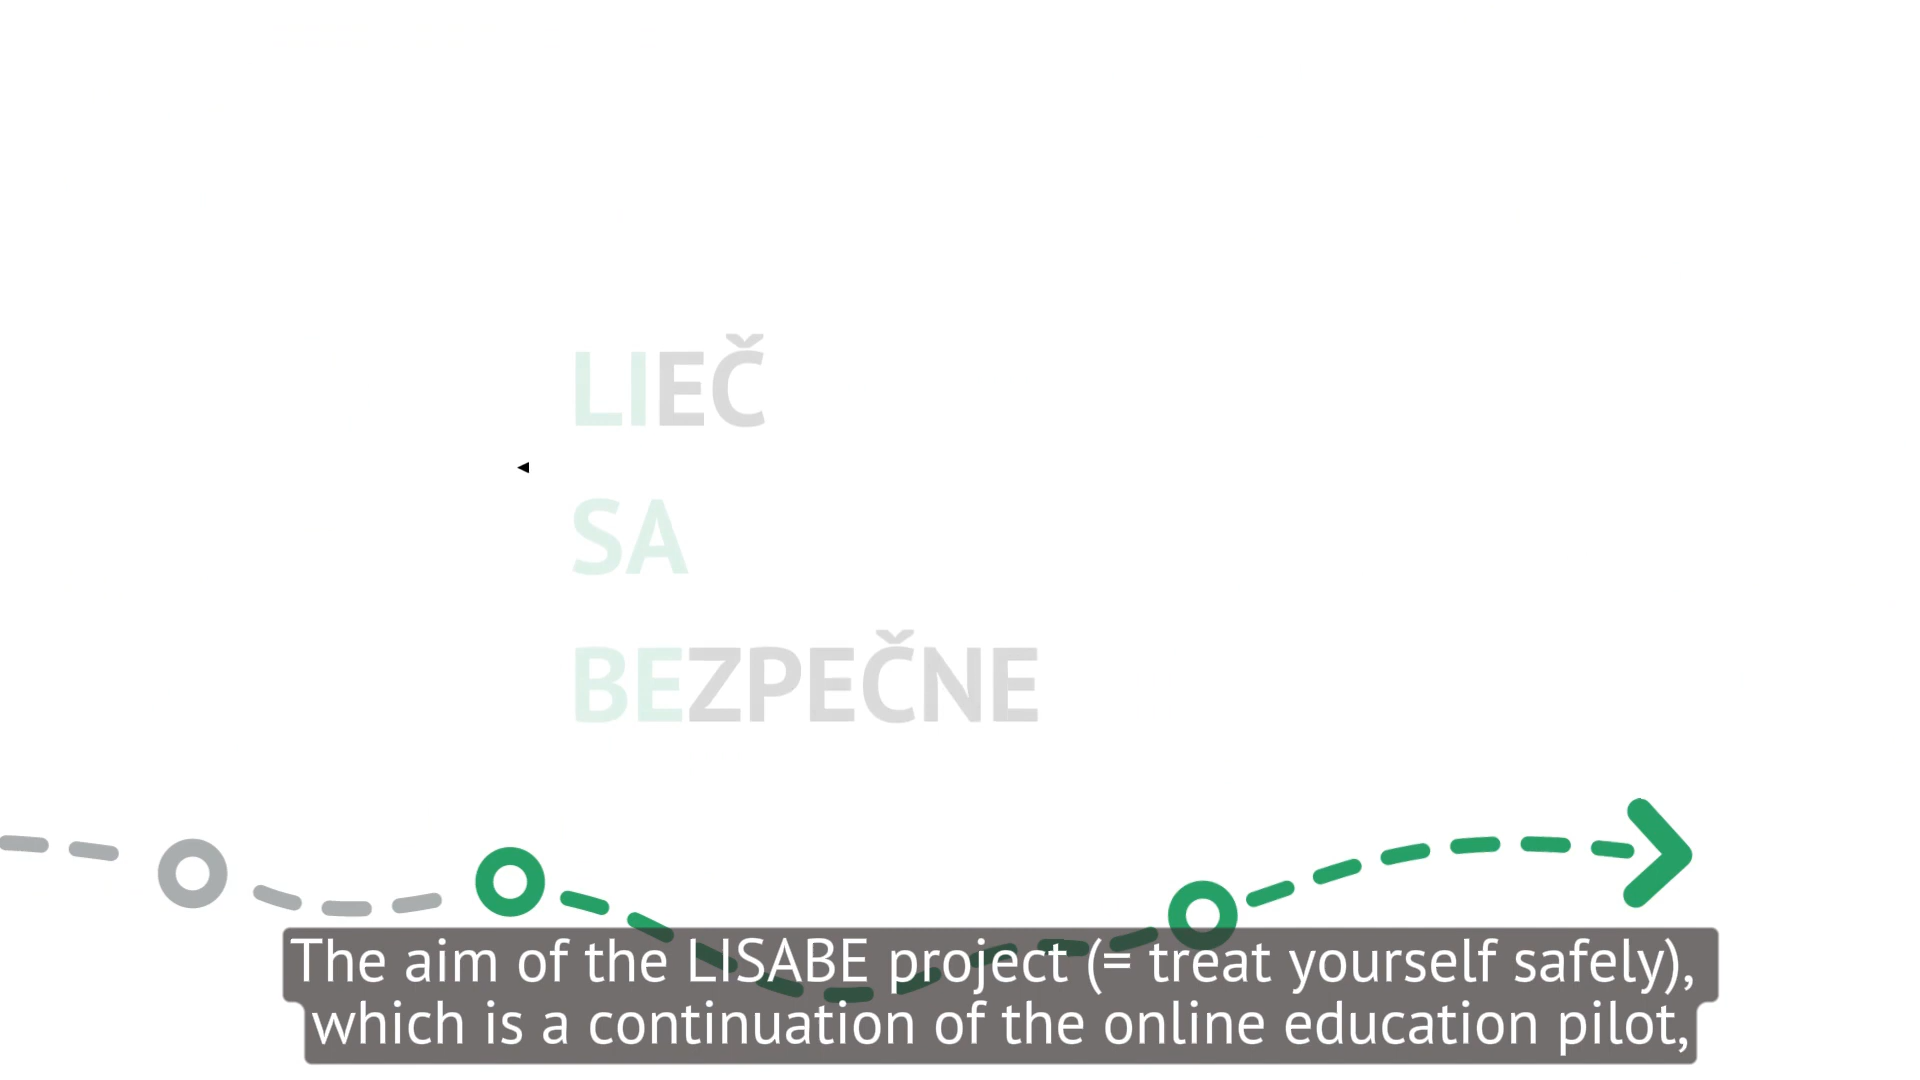 LIEČ
SA
BEZPEČNE
The aim of the LISABE project (= treat yourself safely),
which is a continuation of the online education pilot,